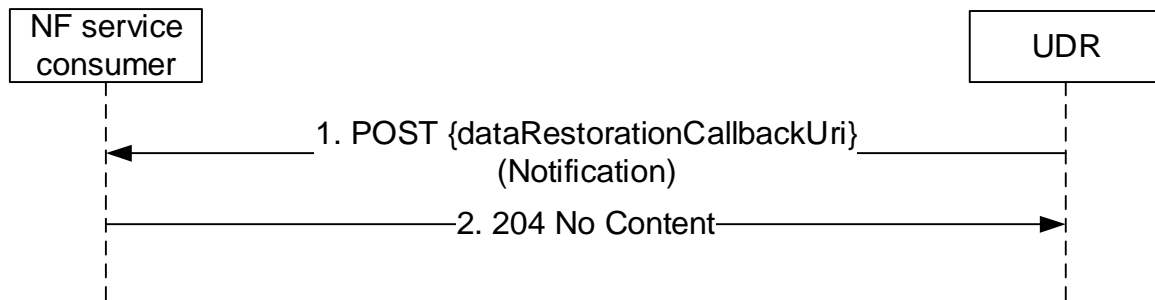 NF service
consumer
UDR
1. POST {dataRestorationCallbackUri}
(Notification)
2. 204 No Content